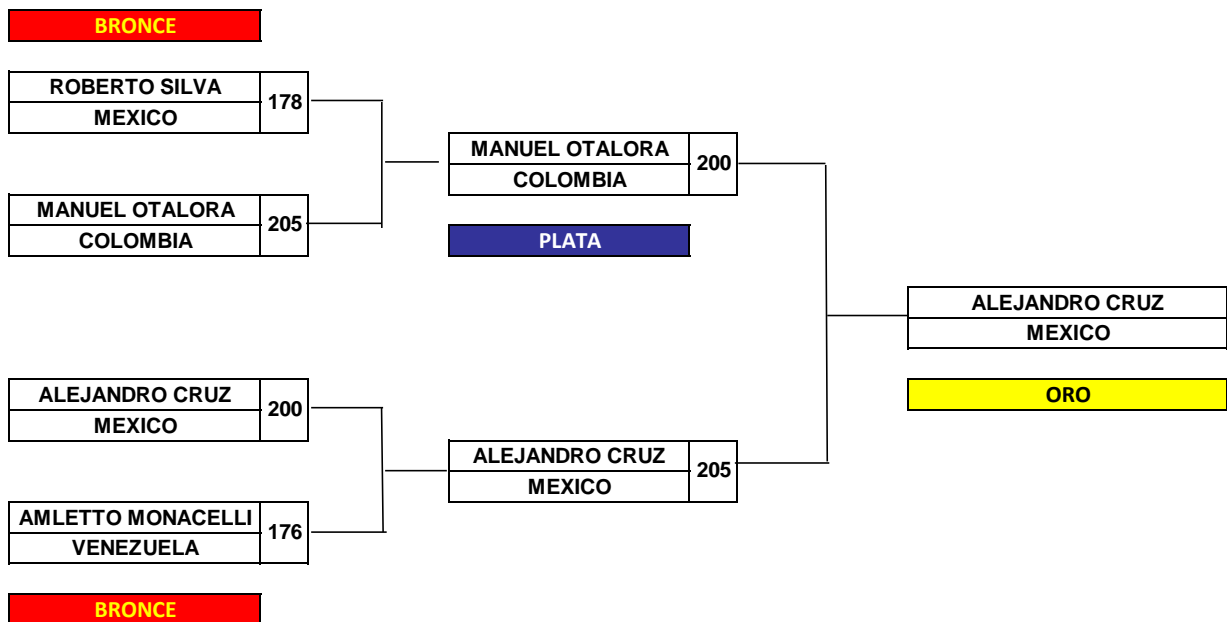 BRONCE
ROBERTO SILVA
178
MEXICO
MANUEL OTALORA
205
COLOMBIA
MANUEL OTALORA
200
COLOMBIA
PLATA
ALEJANDRO CRUZ
200
MEXICO
AMLETTO MONACELLI
176
VENEZUELA
BRONCE
ALEJANDRO CRUZ
205
MEXICO
ALEJANDRO CRUZ
MEXICO
ORO